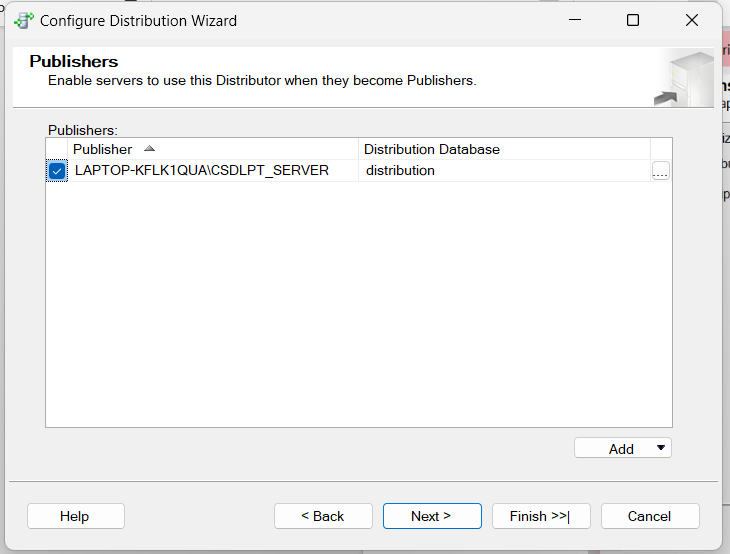 Configure Distribution Wizard
Publishers
Enable servers to use this Distributor when they become Publishers.
Publishers:
Publisher Distribution Database
LAPTOP-KFLK1QUA\CSDLPT_SERVER distribution ....
Add
Help < Back Next > Finish >>| Cancel